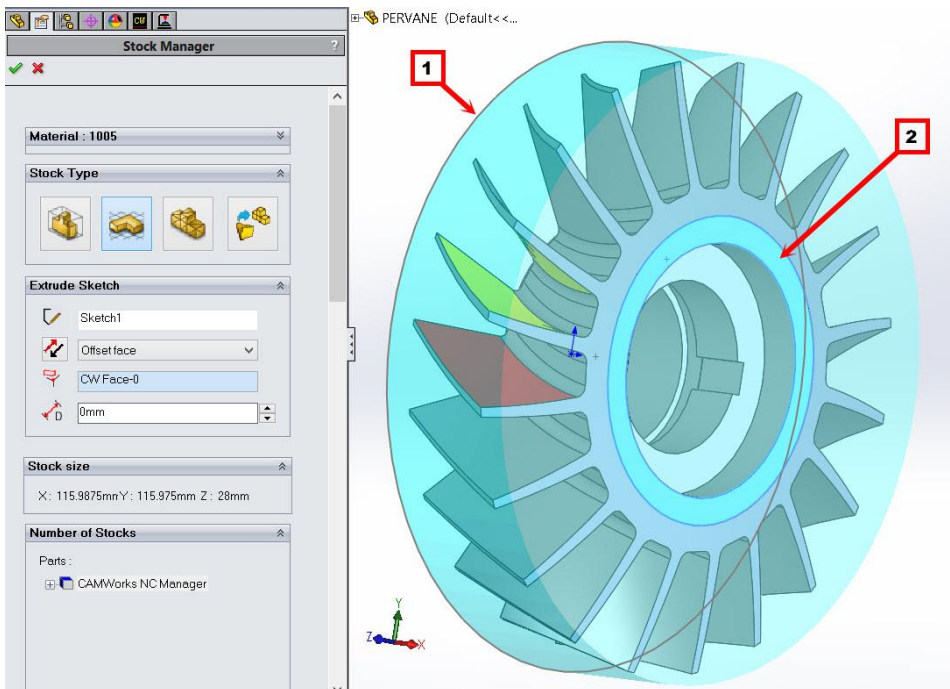 Stock Manager
?
Material : 1005
Stock Type
Extrude Sketch
Sketch1
Offset face
CW Face-0
D
0mm
Stock size
X: 115.9875mm Y: 115.975mm Z: 28mm
Number of Stocks
Parts :
CAMWorks NC Manager
PERVANE (Default<<...
1
2
Y
Z
X